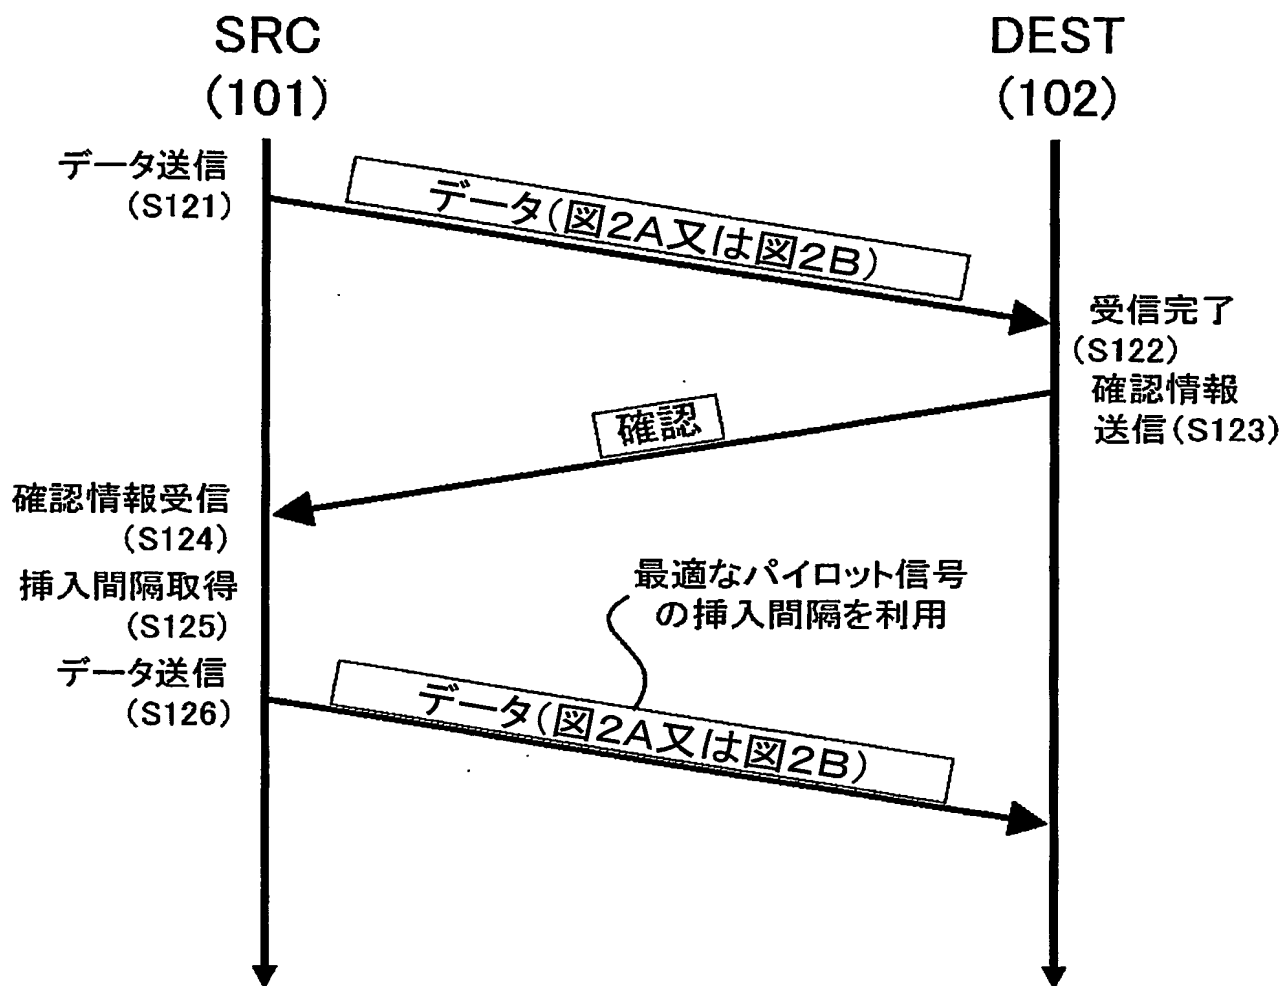 SRC
(101)
DEST
(102)
データ送信
(S121)
データ(図2A又は図2B)
受信完了
(S122)
確認情報
送信(S123)
確認
確認情報受信
(S124)
挿入間隔取得
(S125)
最適なパイロット信号
の挿入間隔を利用
データ送信
(S126)
データ(図2A又は図2B)